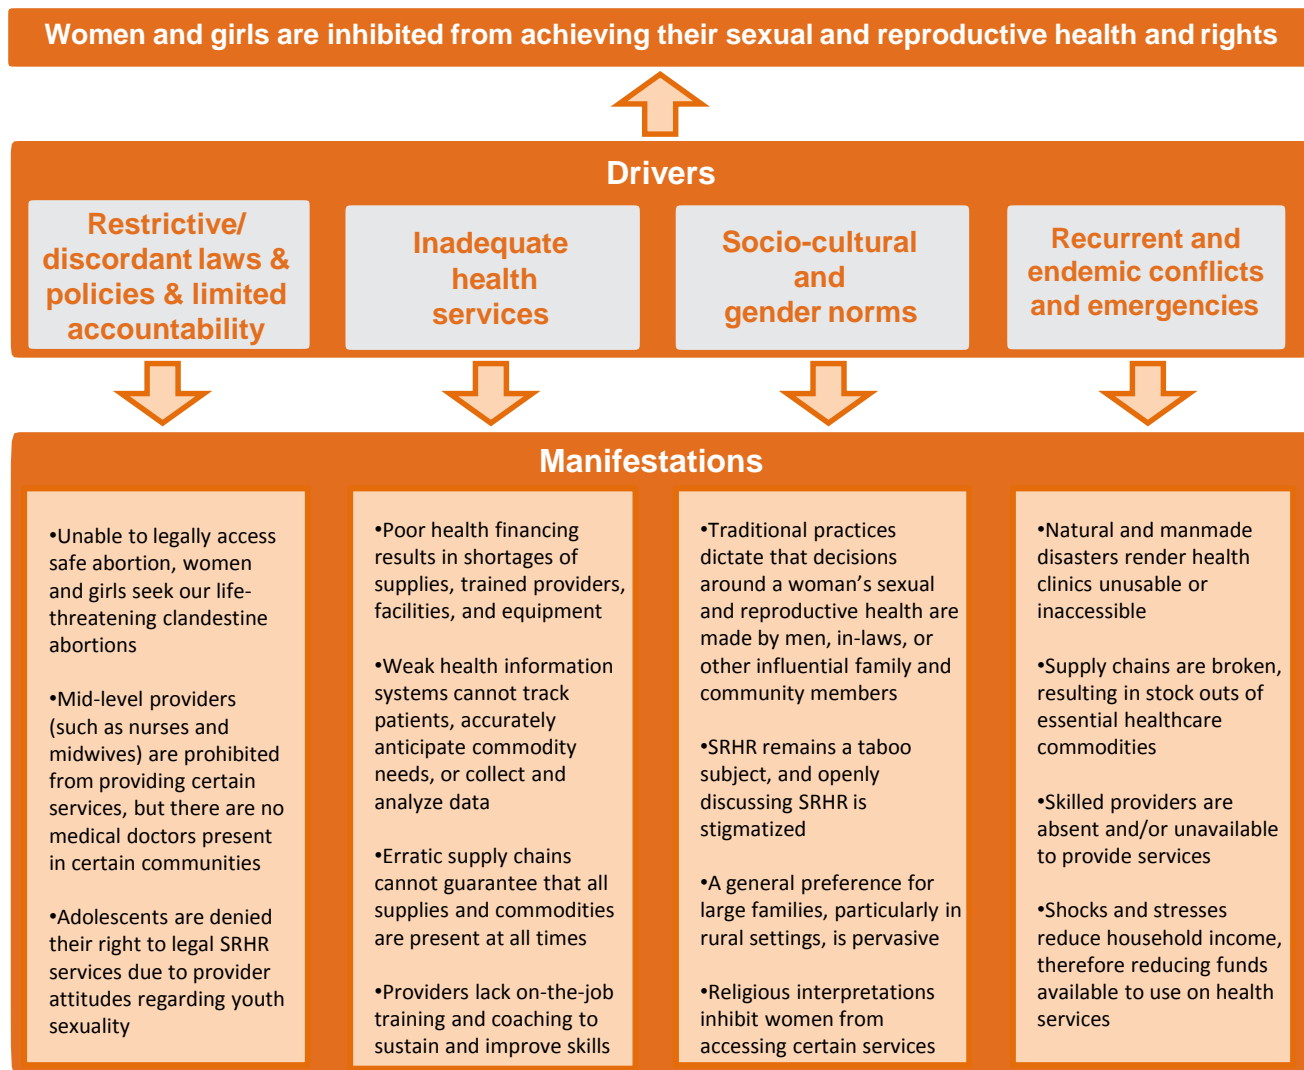 Women and girls are inhibited from achieving their sexual and reproductive health and rights
Drivers
Restrictive/
discordant laws &
policies & limited
accountability
Inadequate
health
services
Socio-cultural
and
gender norms
Recurrent and
endemic conflicts
and emergencies
Manifestations
•Unable to legally access
safe abortion, women
and girls seek our life-
threatening clandestine
abortions
•Mid-level providers
(such as nurses and
midwives) are prohibited
from providing certain
services, but there are no
medical doctors present
in certain communities
•Adolescents are denied
their right to legal SRHR
services due to provider
attitudes regarding youth
sexuality
•Poor health financing
results in shortages of
supplies, trained providers,
facilities, and equipment
•Weak health information
systems cannot track
patients, accurately
anticipate commodity
needs, or collect and
analyze data
•Erratic supply chains
cannot guarantee that all
supplies and commodities
are present at all times
•Providers lack on-the-job
training and coaching to
sustain and improve skills
•Traditional practices
dictate that decisions
around a woman’s sexual
and reproductive health are
made by men, in-laws, or
other influential family and
community members
•SRHR remains a taboo
subject, and openly
discussing SRHR is
stigmatized
•A general preference for
large families, particularly in
rural settings, is pervasive
•Religious interpretations
inhibit women from
accessing certain services
•Natural and manmade
disasters render health
clinics unusable or
inaccessible
•Supply chains are broken,
resulting in stock outs of
essential healthcare
commodities
•Skilled providers are
absent and/or unavailable
to provide services
•Shocks and stresses
reduce household income,
therefore reducing funds
available to use on health
services